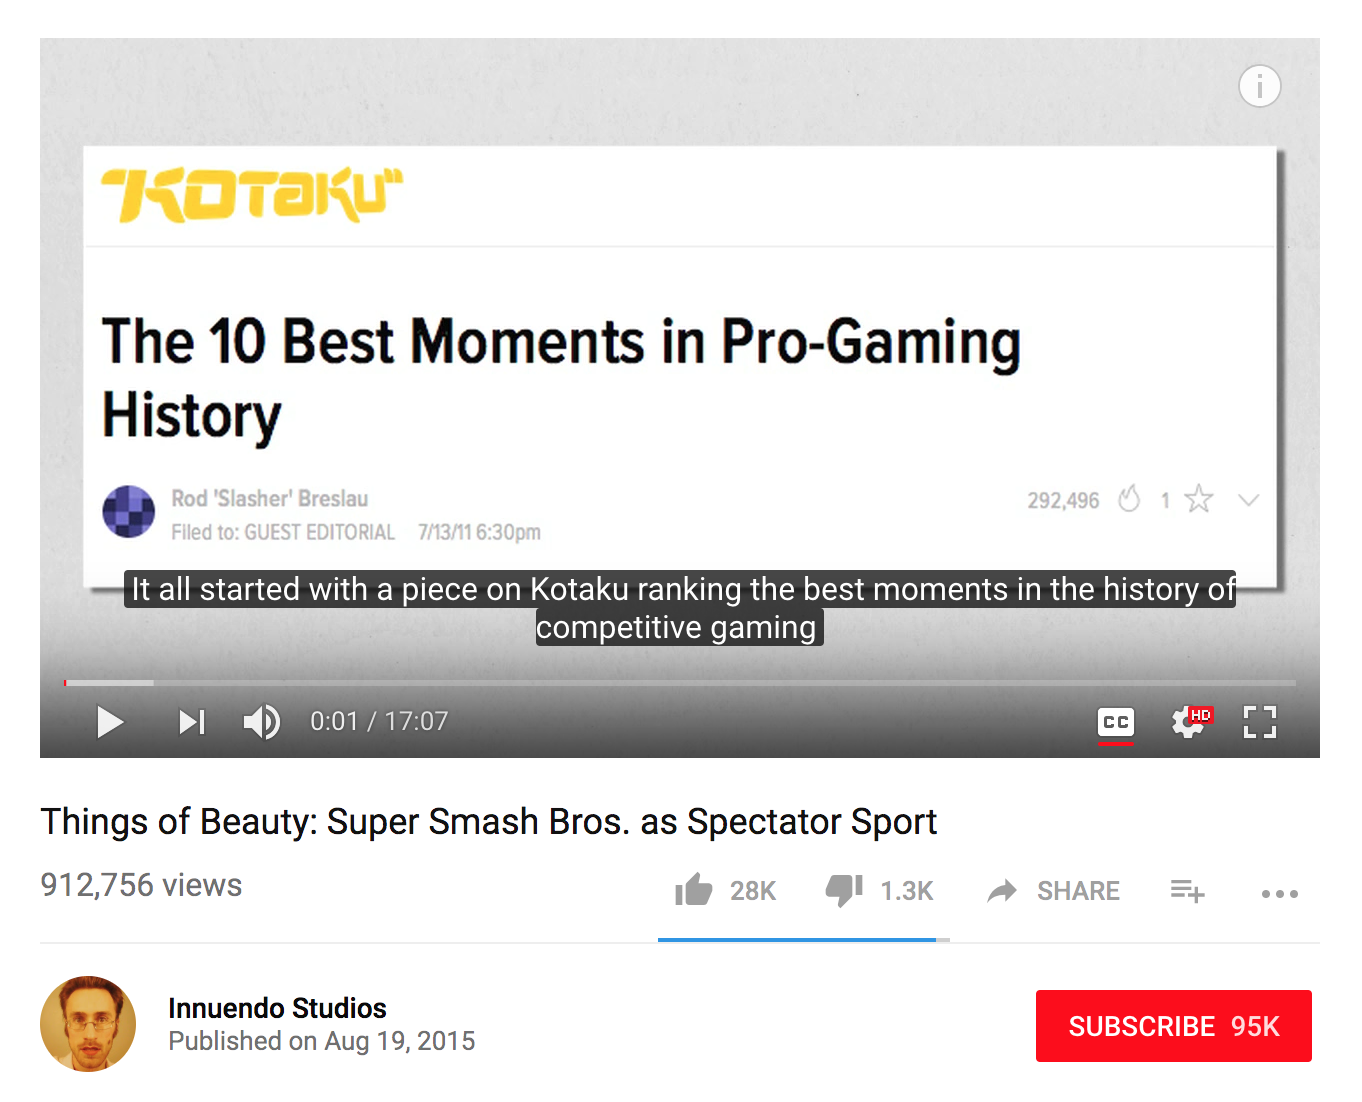 i
"KOTaKU"
The 10 Best Moments in Pro-Gaming
History
Rod 'Slasher' Breslau
292,496 1
Filed to: GUEST EDITORIAL 7/13/11 6:30pm
It all started with a piece on Kotaku ranking the best moments in the history of
competitive gaming
0:01 / 17:07 CC HD
Things of Beauty: Super Smash Bros. as Spectator Sport
912,756 views 28K 1.3K SHARE
Innuendo Studios
Published on Aug 19, 2015
SUBSCRIBE 95K